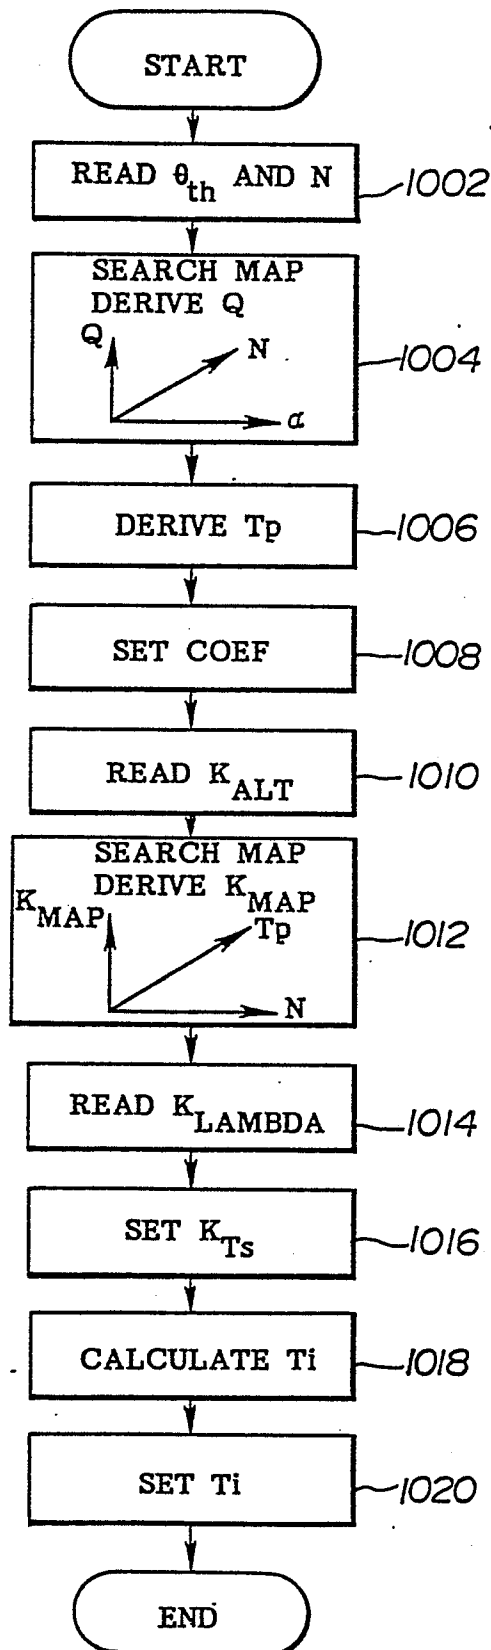 START
READ θth AND N
1002
SEARCH MAP
DERIVE Q
Q
N
α
1004
DERIVE Tp
1006
SET COEF
1008
READ KALT
1010
SEARCH MAP
DERIVE KMAP
KMAP
Tp
N
1012
READ KLAMBDA
1014
SET KTs
1016
CALCULATE Ti
1018
SET Ti
1020
END